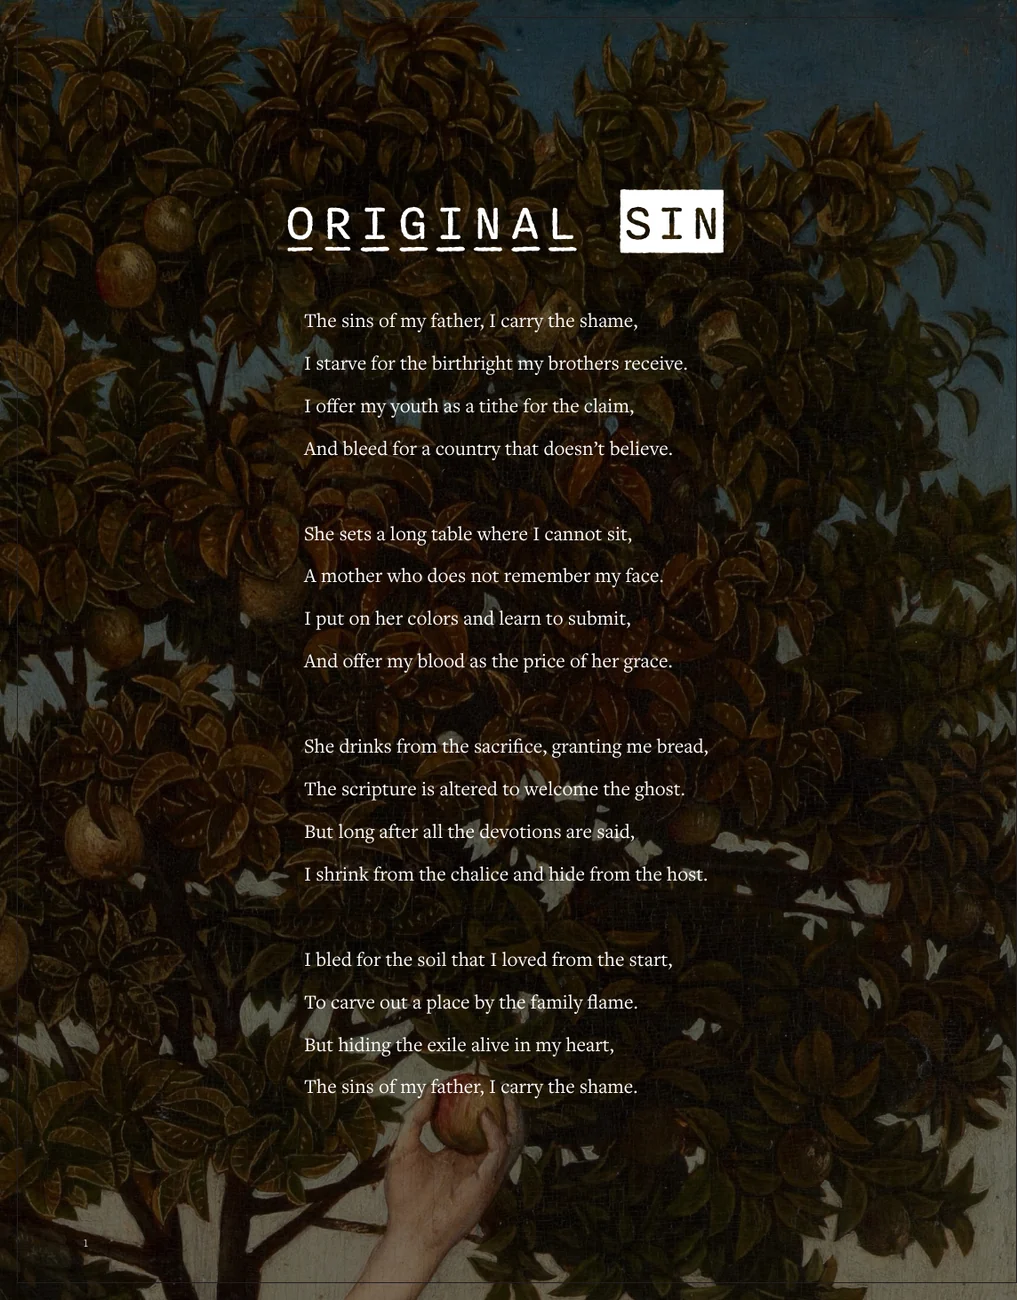 ORIGINAL SIN
The sins of my father, I carry the shame,
I starve for the birthright my brothers receive.
I offer my youth as a tithe for the claim,
And bleed for a country that doesn’t believe.
She sets a long table where I cannot sit,
A mother who does not remember my face.
I put on her colors and learn to submit,
And offer my blood as the price of her grace.
She drinks from the sacrifice, granting me bread,
The scripture is altered to welcome the ghost.
But long after all the devotions are said,
I shrink from the chalice and hide from the host.
I bled for the soil that I loved from the start,
To carve out a place by the family flame.
But hiding the exile alive in my heart,
The sins of my father, I carry the shame.
1